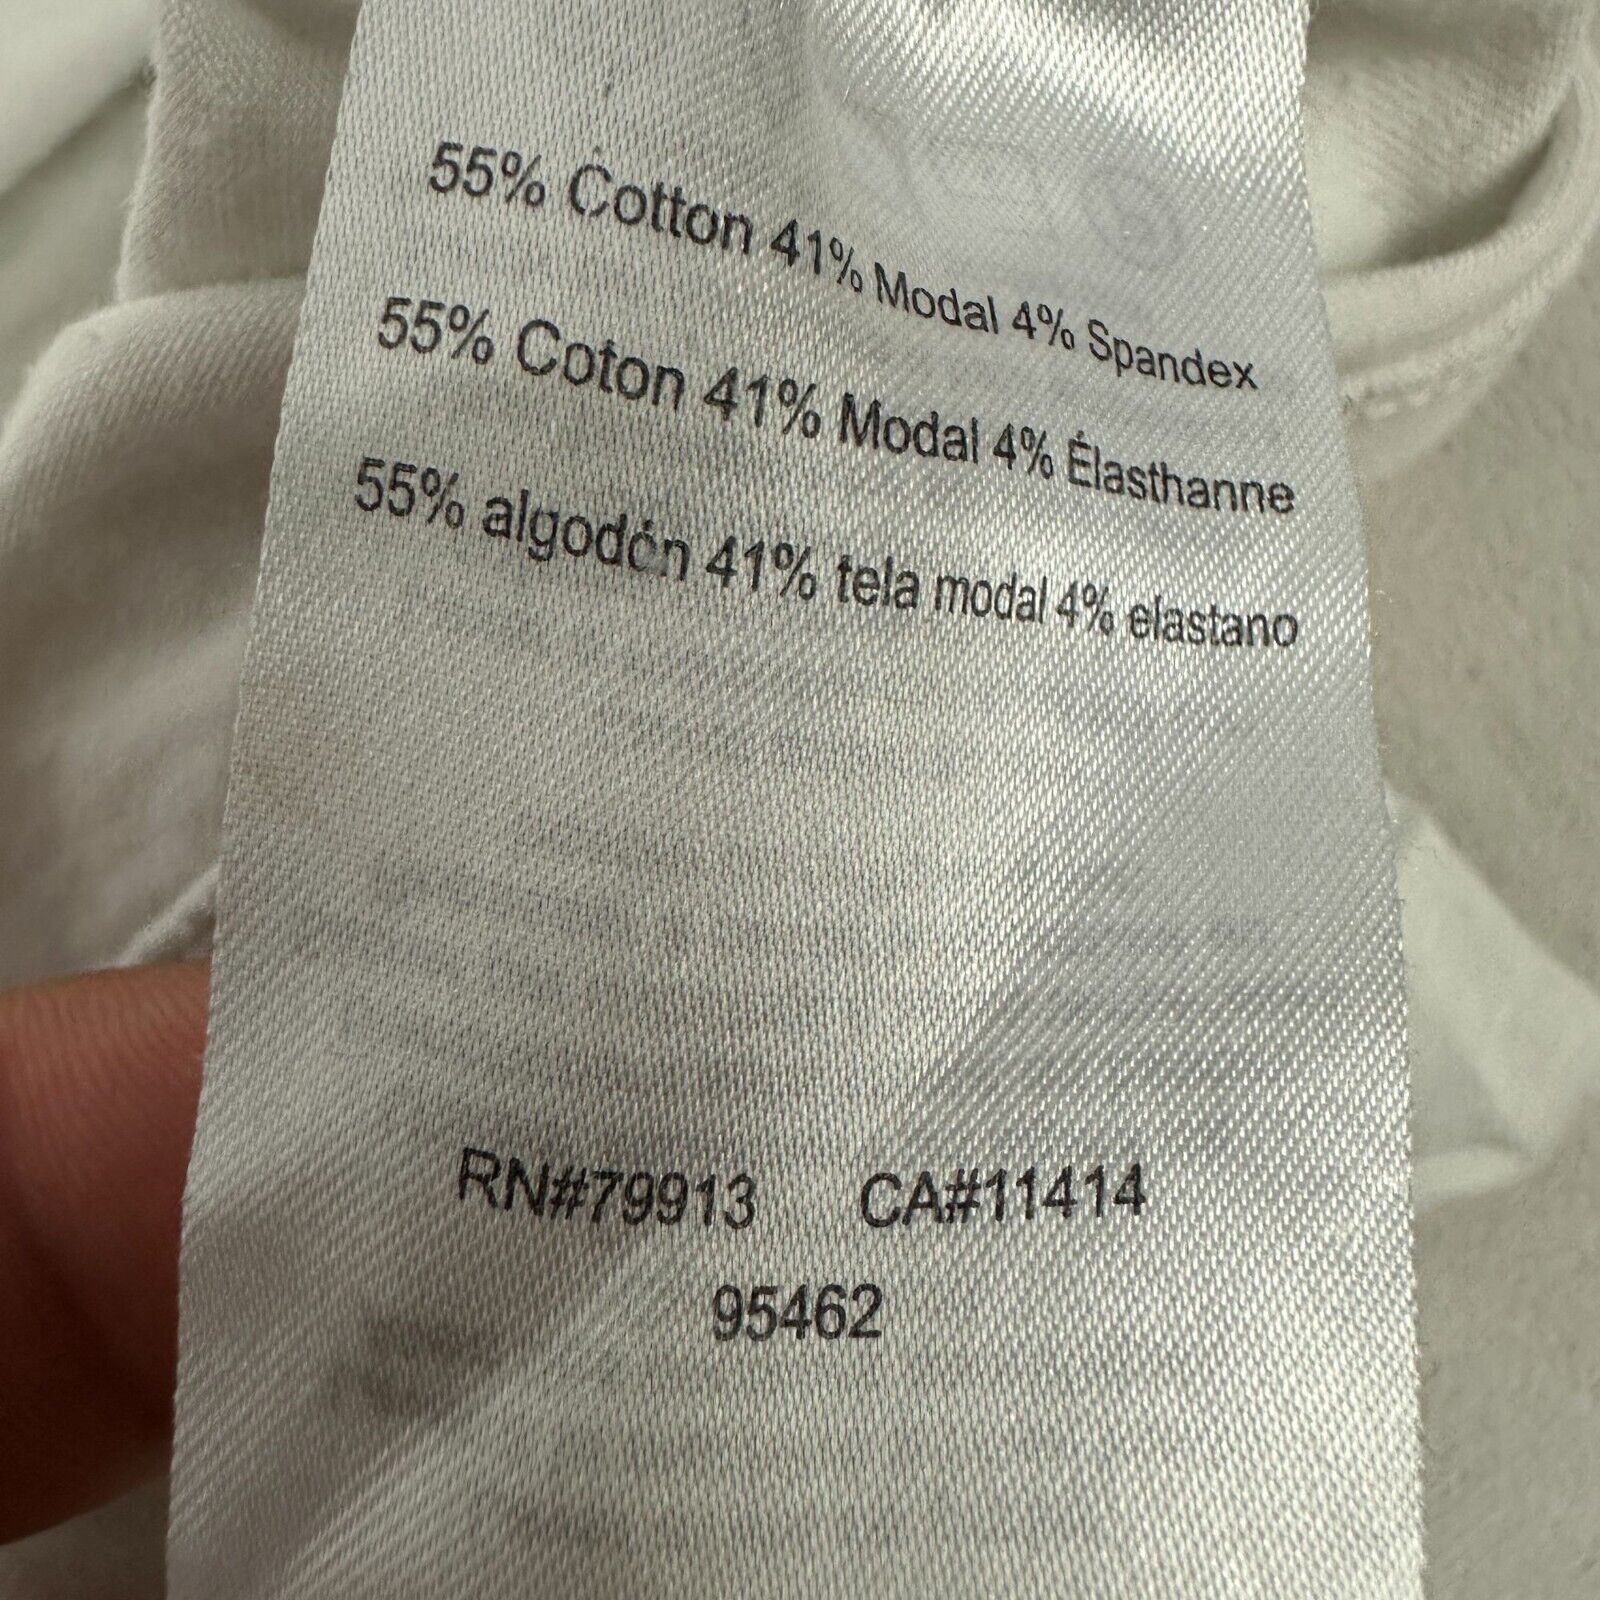 55% Cotton 41% Modal 4% Spandex
55% Coton 41% Modal 4% Élasthanne
55% algodón 41% tela modal 4% elastano
RN#79913 CA#11414
95462